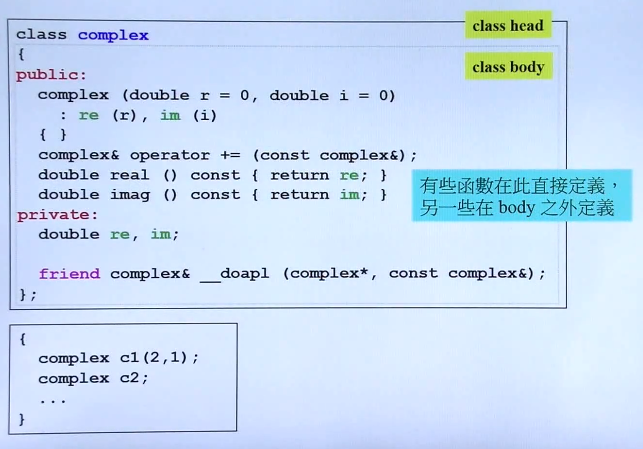 class head
class complex
{
class body
public:
complex (double r = 0, double i = 0)
: re (r), im (i)
{ }
complex& operator += (const complex&);
double real () const { return re; }
double imag () const { return im; }
有些函數在此直接定義，
另一些在 body 之外定義
private:
double re, im;
friend complex& __doapl (complex*, const complex&);
};
{
complex c1(2,1);
complex c2;
...
}